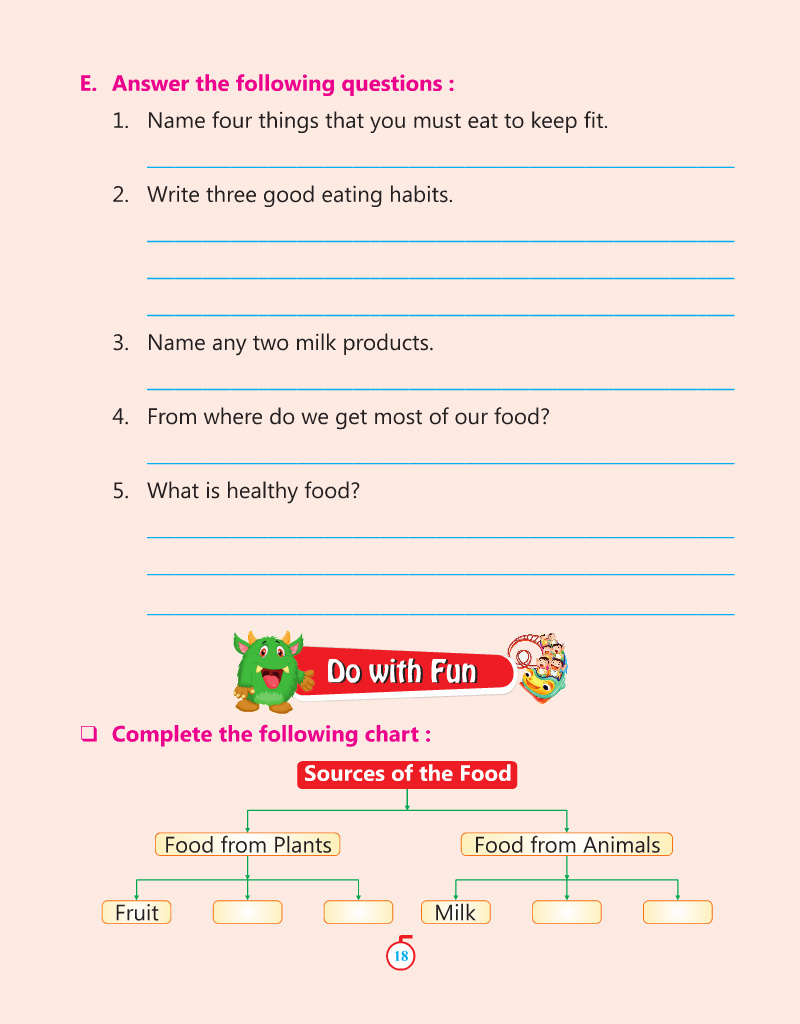 E. Answer the following questions :
1. Name four things that you must eat to keep fit.
2. Write three good eating habits.
3. Name any two milk products.
4. From where do we get most of our food?
5. What is healthy food?
Do with Fun
❑ Complete the following chart :
Sources of the Food
Food from Plants Food from Animals
Fruit Milk
18